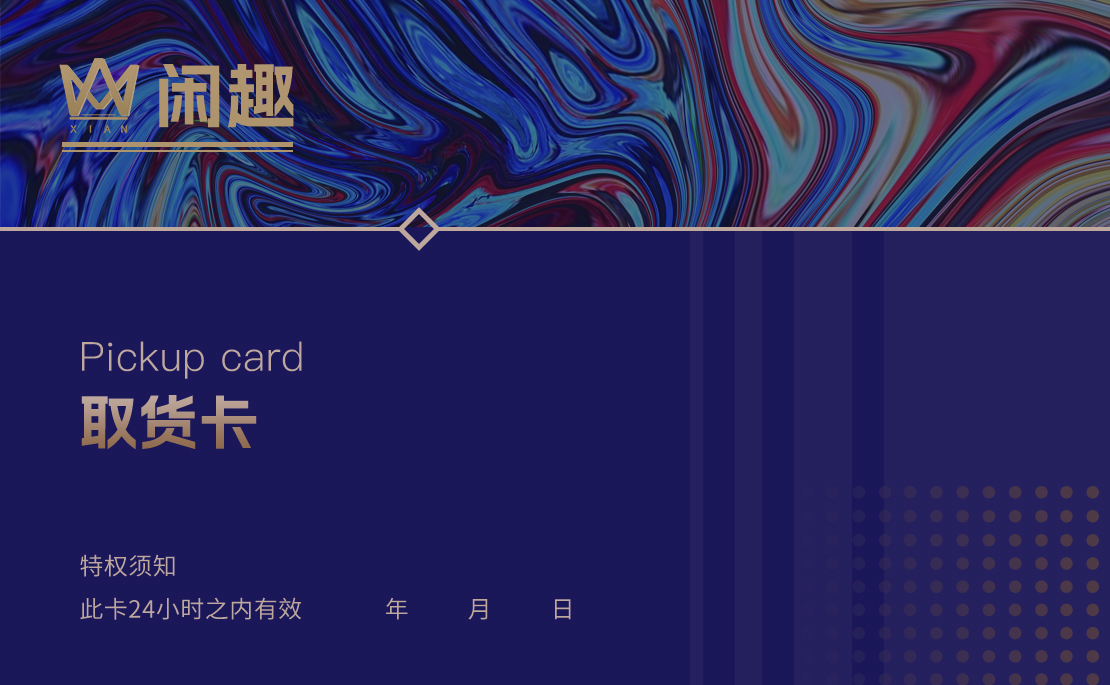 闲趣
XIAN
Pickup card
取货卡
特权须知
此卡24小时之内有效 年 月 日